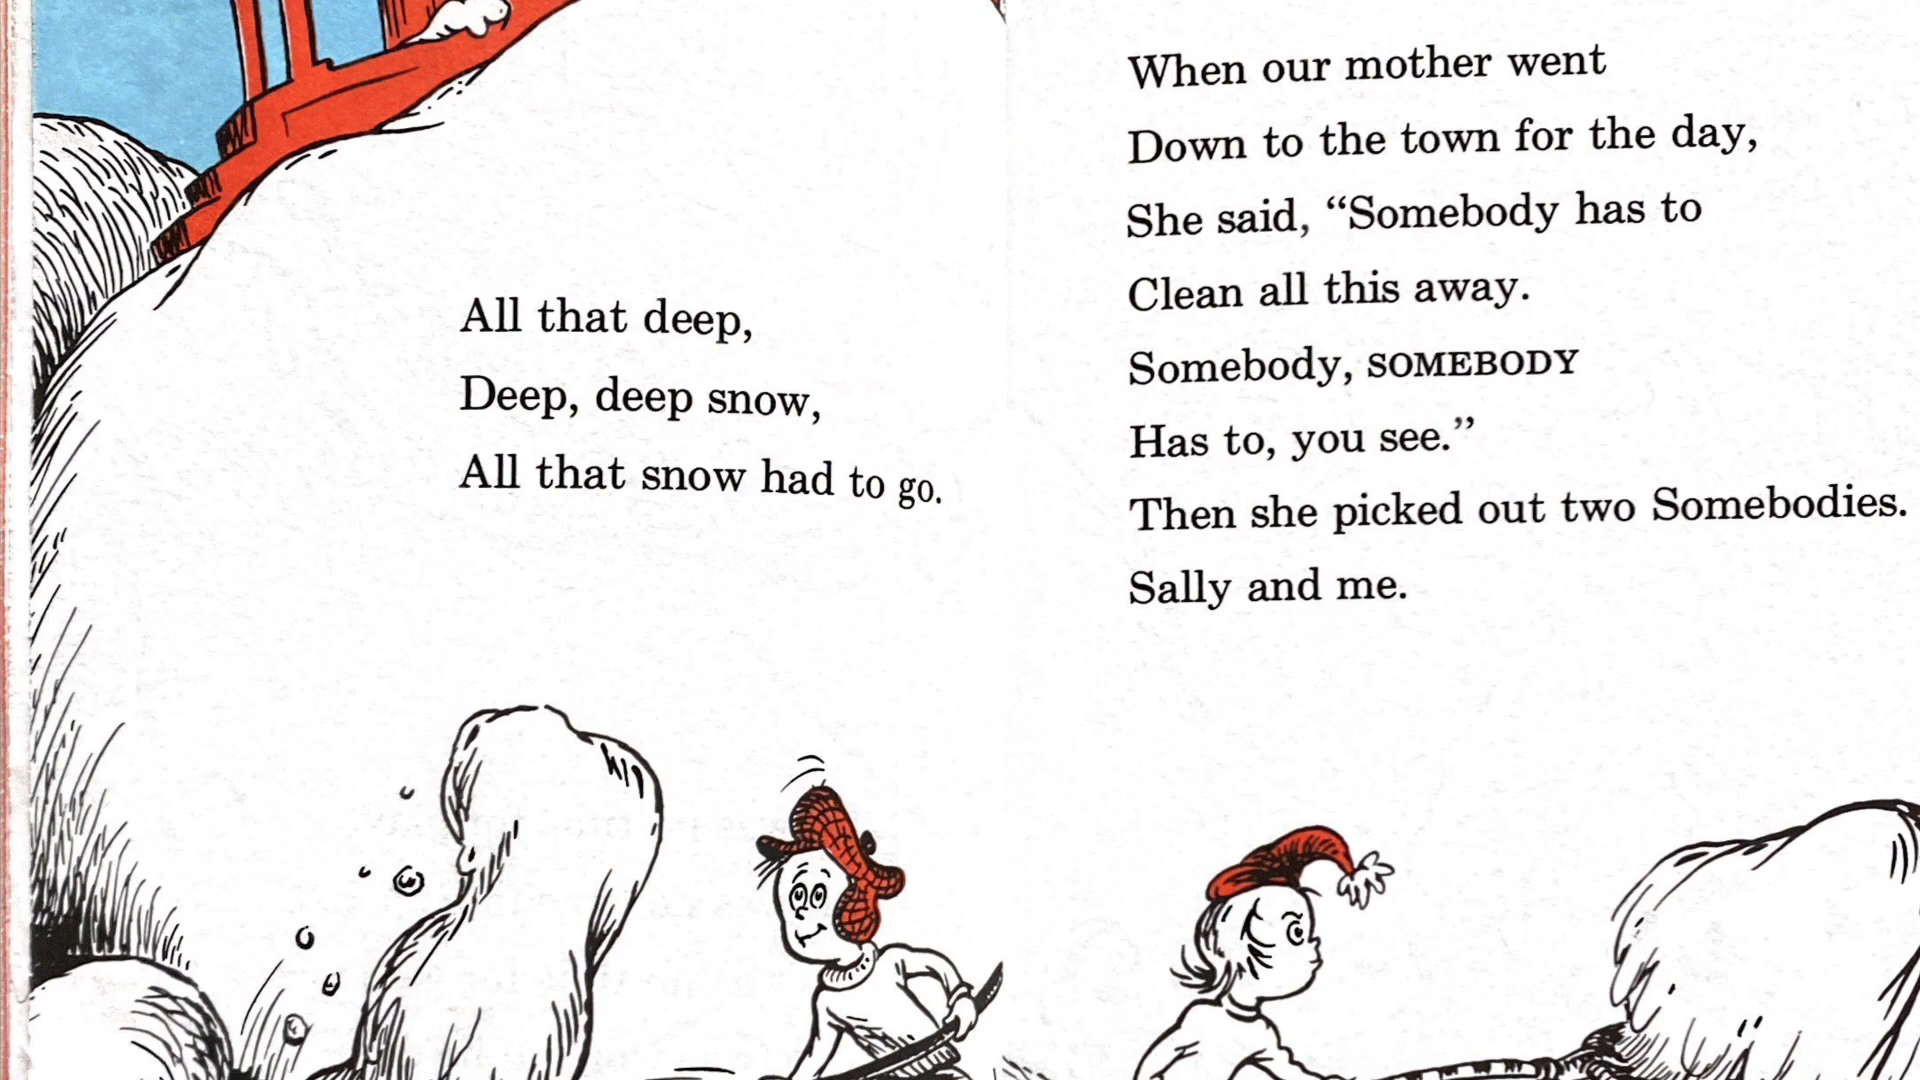 All that deep,
Deep, deep snow,
All that snow had to go.
When our mother went
Down to the town for the day,
She said, “Somebody has to
Clean all this away.
Somebody, SOMEBODY
Has to, you see.”
Then she picked out two Somebodies.
Sally and me.